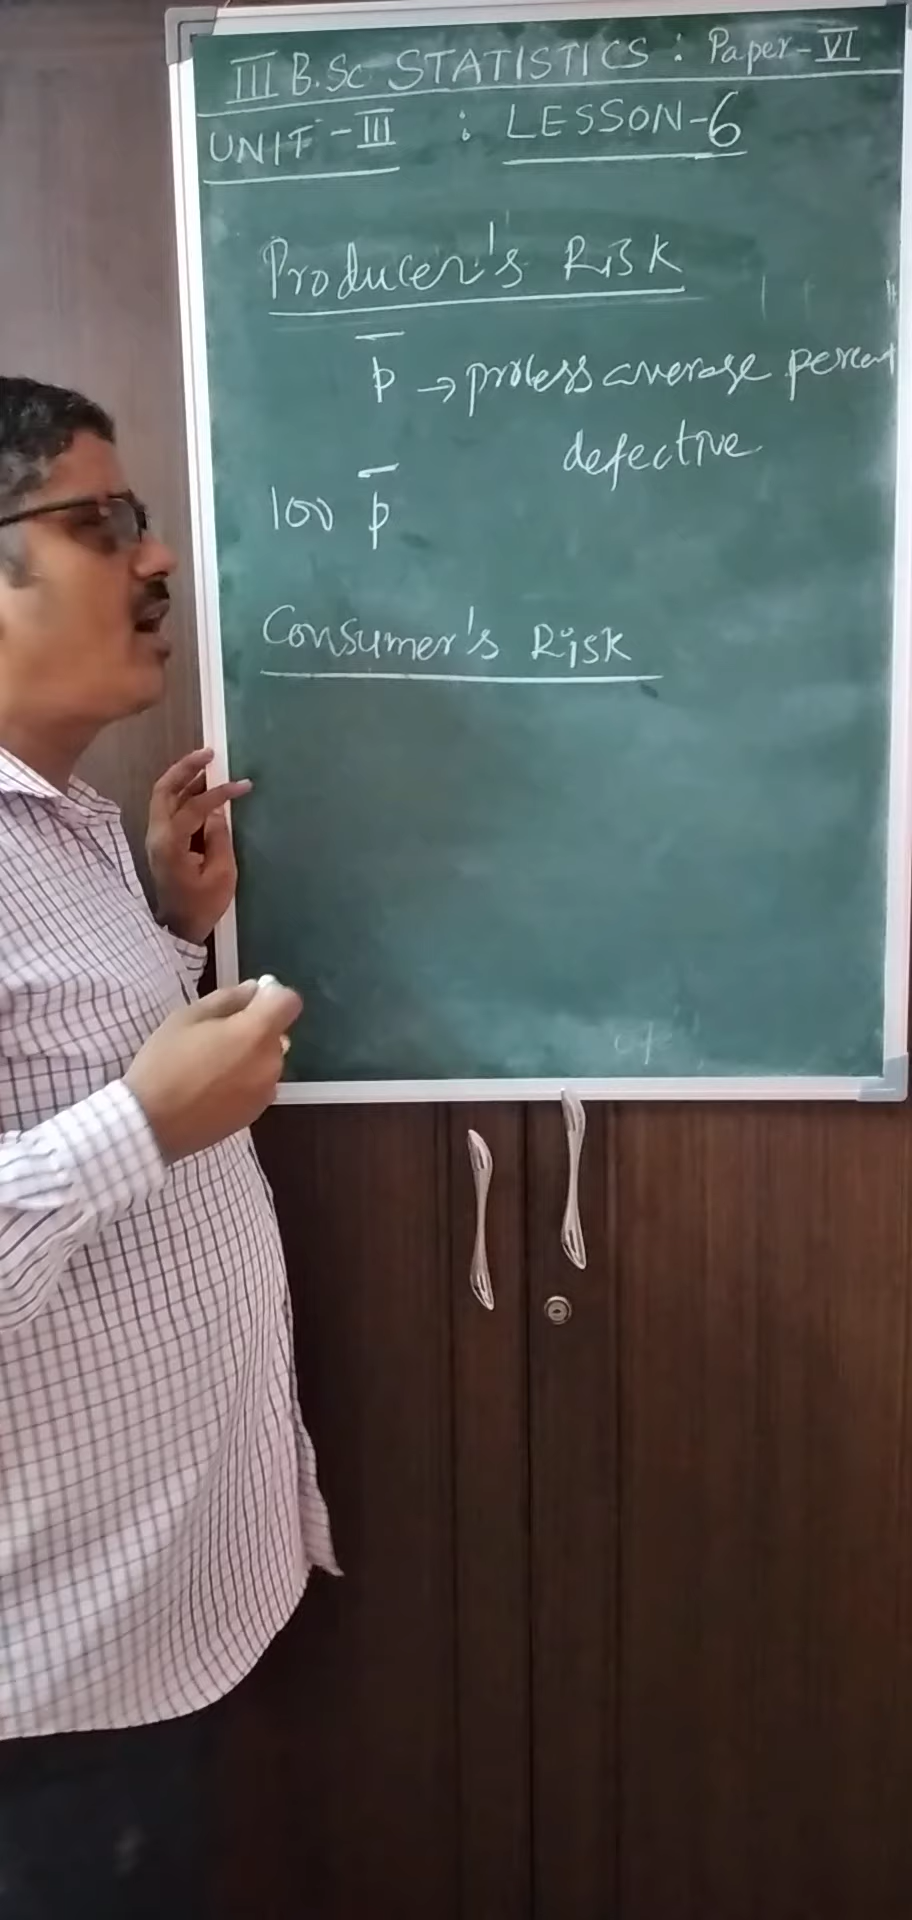 III B.Sc STATISTICS : Paper-VI
UNIT-III : LESSON-6
Producer's Risk
p̅ → process average percent
defective
100 p̅
Consumer's Risk